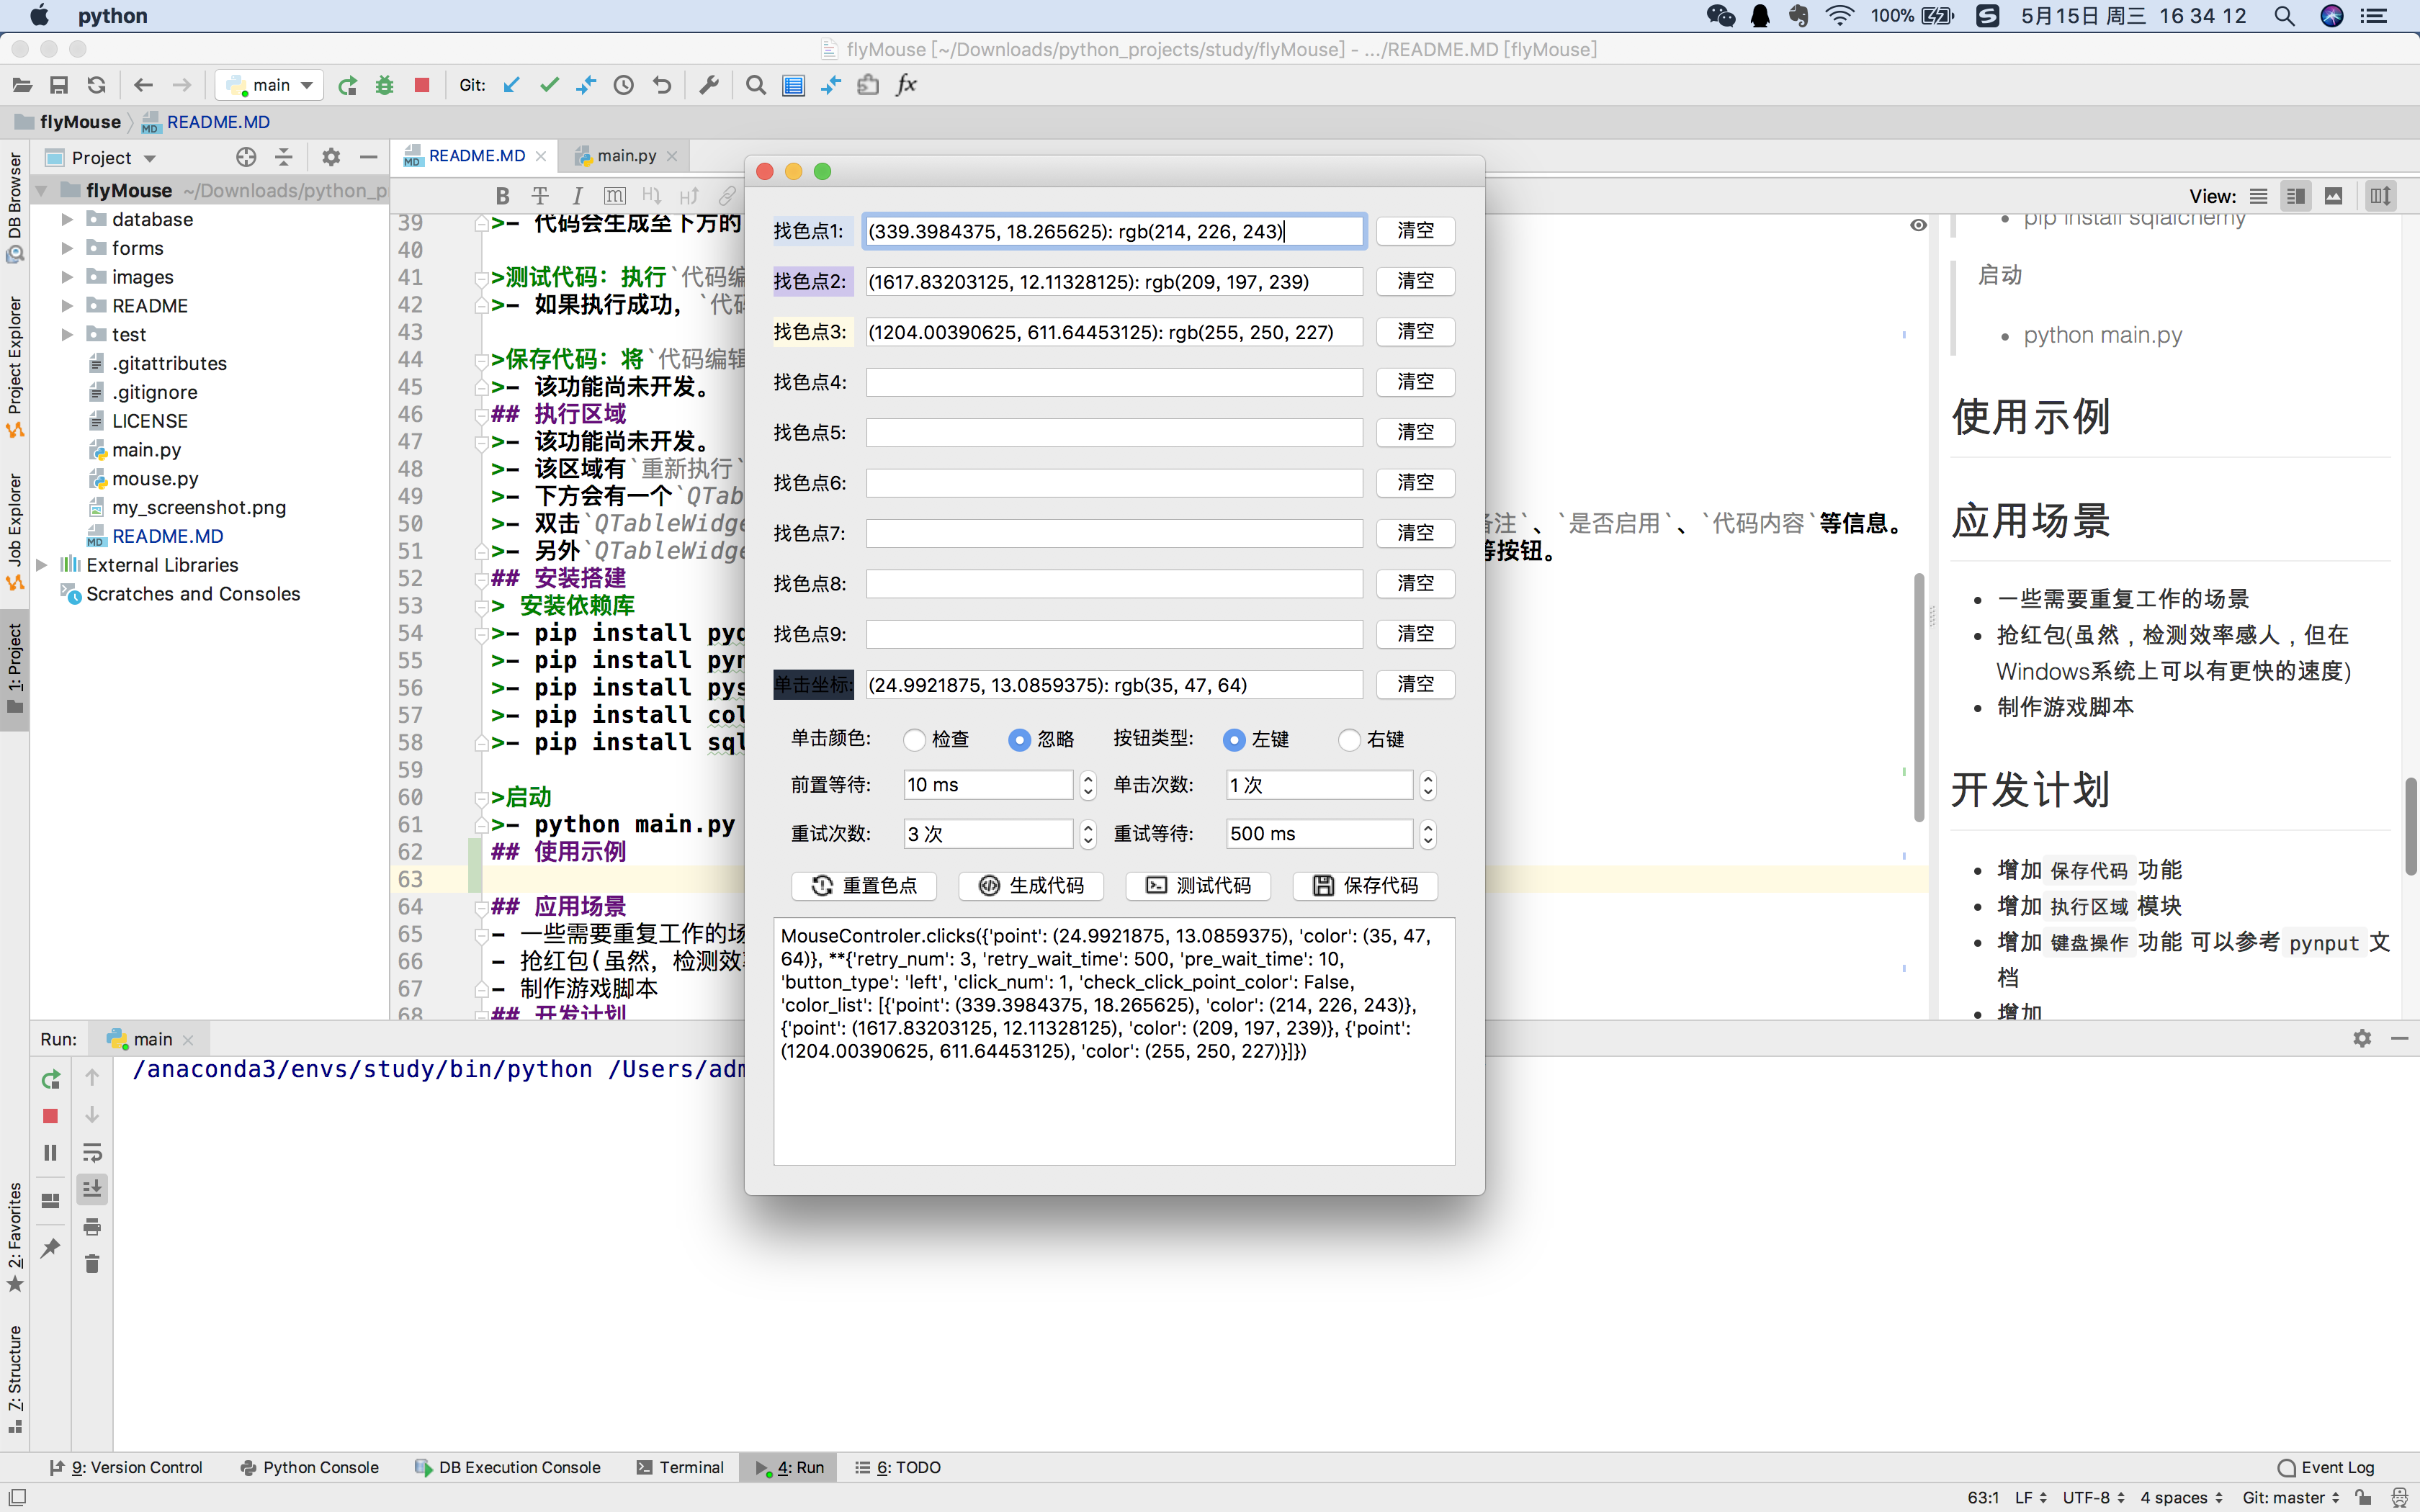 python
100%
5月15日 周三 16 34 12
flyMouse [~/Downloads/python_projects/study/flyMouse] - .../README.MD [flyMouse]
main
Git:
flyMouse
README.MD
Project
README.MD
main.py
DB Browser
Project Explorer
Job Explorer
1: Project
2: Favorites
7: Structure
flyMouse ~/Downloads/python_p
database
forms
images
README
test
.gitattributes
.gitignore
LICENSE
main.py
mouse.py
my_screenshot.png
README.MD
External Libraries
Scratches and Consoles
View:
39 >- 代码会生成至下方的
40
41 >测试代码：执行`代码编
42 >- 如果执行成功，`代码
43
44 >保存代码：将`代码编辑
45 >- 该功能尚未开发。
46 ## 执行区域
47 >- 该功能尚未开发。
48 >- 该区域有`重新执行`
49 >- 下方会有一个`QTab
50 >- 双击`QTableWidge 备注`、`是否启用`、`代码内容`等信息。
51 >- 另外`QTableWidge 等按钮。
52 ## 安装搭建
53 > 安装依赖库
54 >- pip install pyq
55 >- pip install pyn
56 >- pip install pys
57 >- pip install col
58 >- pip install sql
59
60 >启动
61 >- python main.py
62 ## 使用示例
63
64 ## 应用场景
65 - 一些需要重复工作的场
66 - 抢红包(虽然，检测效率
67 - 制作游戏脚本
68 ## 开发计划
找色点1: (339.3984375, 18.265625): rgb(214, 226, 243) 清空
找色点2: (1617.83203125, 12.11328125): rgb(209, 197, 239) 清空
找色点3: (1204.00390625, 611.64453125): rgb(255, 250, 227) 清空
找色点4: 清空
找色点5: 清空
找色点6: 清空
找色点7: 清空
找色点8: 清空
找色点9: 清空
单击坐标: (24.9921875, 13.0859375): rgb(35, 47, 64) 清空
单击颜色: 检查 忽略 按钮类型: 左键 右键
前置等待: 10 ms 单击次数: 1 次
重试次数: 3 次 重试等待: 500 ms
重置色点 生成代码 测试代码 保存代码
MouseControler.clicks({'point': (24.9921875, 13.0859375), 'color': (35, 47,
64)}, **{'retry_num': 3, 'retry_wait_time': 500, 'pre_wait_time': 10,
'button_type': 'left', 'click_num': 1, 'check_click_point_color': False,
'color_list': [{'point': (339.3984375, 18.265625), 'color': (214, 226, 243)},
{'point': (1617.83203125, 12.11328125), 'color': (209, 197, 239)}, {'point':
(1204.00390625, 611.64453125), 'color': (255, 250, 227)}]})
pip install sqlalchemy
启动
python main.py
使用示例
应用场景
一些需要重复工作的场景
抢红包(虽然，检测效率感人，但在
Windows系统上可以有更快的速度)
制作游戏脚本
开发计划
增加 保存代码 功能
增加 执行区域 模块
增加 键盘操作 功能 可以参考 pynput 文
档
增加
Run: main
/anaconda3/envs/study/bin/python /Users/adm
9: Version Control
Python Console
DB Execution Console
Terminal
4: Run
6: TODO
Event Log
63:1 LF UTF-8 4 spaces Git: master